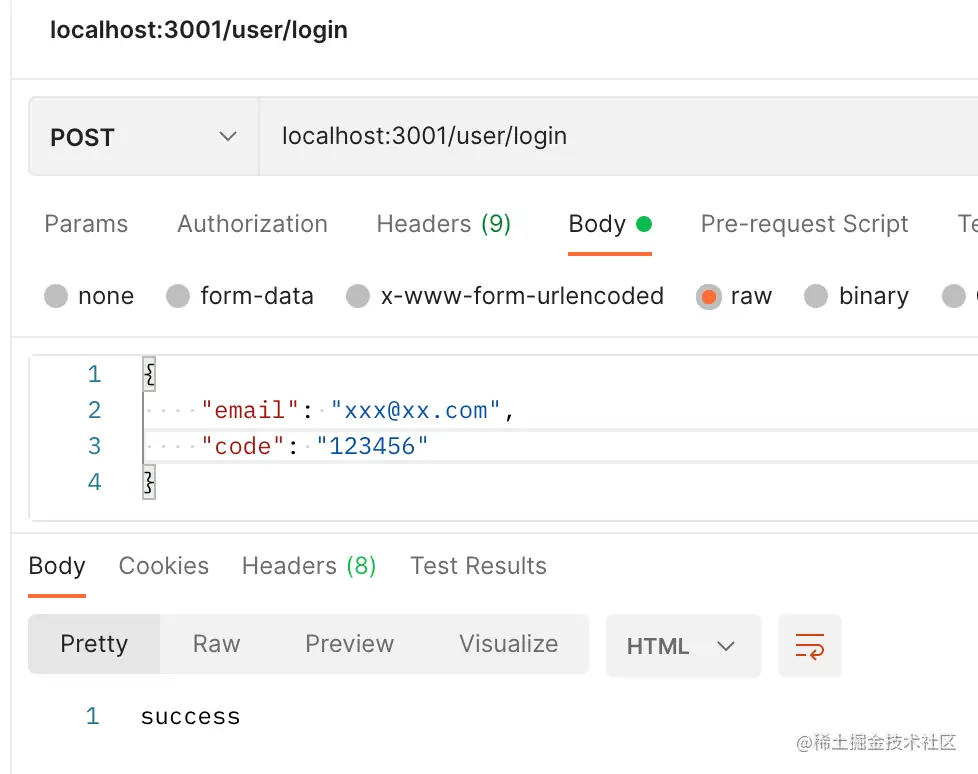 localhost:3001/user/login
POST localhost:3001/user/login
Params Authorization Headers (9) Body Pre-request Script Te
none form-data x-www-form-urlencoded raw binary
1 {
2 "email": "xxx@xx.com",
3 "code": "123456"
4 }
Body Cookies Headers (8) Test Results
Pretty Raw Preview Visualize HTML
1 success
@稀土掘金技术社区